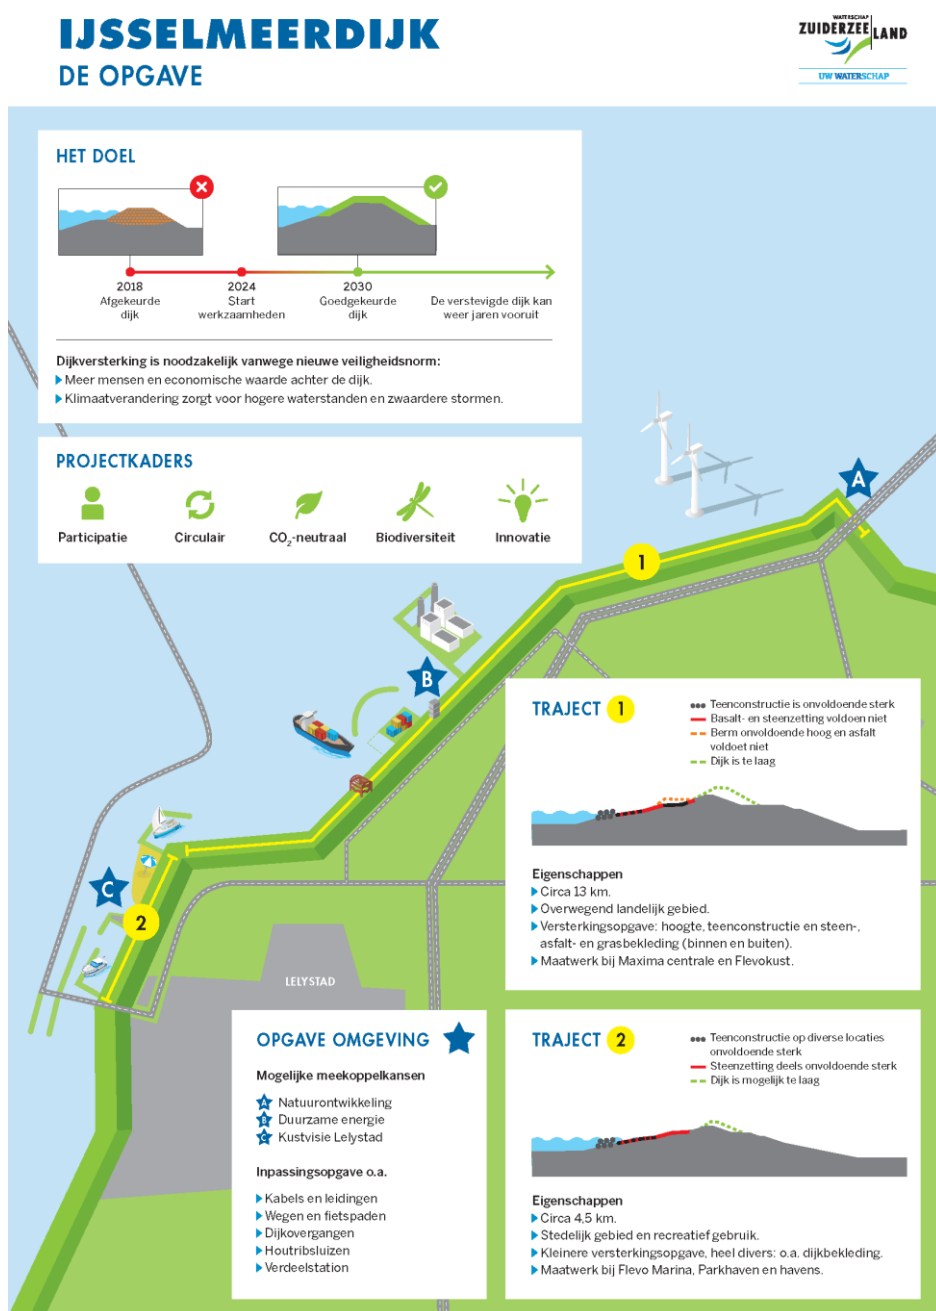 IJSSELMEERDIJK
DE OPGAVE
WATERSCHAP
ZUIDERZEELAND
UW WATERSCHAP
HET DOEL
2018
Afgekeurde
dijk
2024
Start
werkzaamheden
2030
Goedgekeurde
dijk
De verstevigde dijk kan
weer jaren vooruit
Dijkversterking is noodzakelijk vanwege nieuwe veiligheidsnorm:
Meer mensen en economische waarde achter de dijk.
Klimaatverandering zorgt voor hogere waterstanden en zwaardere stormen.
PROJECTKADERS
Participatie
Circulair
CO2-neutraal
Biodiversiteit
Innovatie
A
1
B
C
2
LELYSTAD
TRAJECT 1
Teenconstructie is onvoldoende sterk
Basalt- en steenzetting voldoen niet
Berm onvoldoende hoog en asfalt
voldoet niet
Dijk is te laag
Eigenschappen
Circa 13 km.
Overwegend landelijk gebied.
Versterkingsopgave: hoogte, teenconstructie en steen-,
asfalt- en grasbekleding (binnen en buiten).
Maatwerk bij Maxima centrale en Flevokust.
OPGAVE OMGEVING
Mogelijke meekoppelkansen
A Natuurontwikkeling
B Duurzame energie
C Kustvisie Lelystad
Inpassingsopgave o.a.
Kabels en leidingen
Wegen en fietspaden
Dijkovergangen
Houtribsluizen
Verdeelstation
TRAJECT 2
Teenconstructie op diverse locaties
onvoldoende sterk
Steenzetting deels onvoldoende sterk
Dijk is mogelijk te laag
Eigenschappen
Circa 4,5 km.
Stedelijk gebied en recreatief gebruik.
Kleinere versterkingsopgave, heel divers: o.a. dijkbekleding.
Maatwerk bij Flevo Marina, Parkhaven en havens.